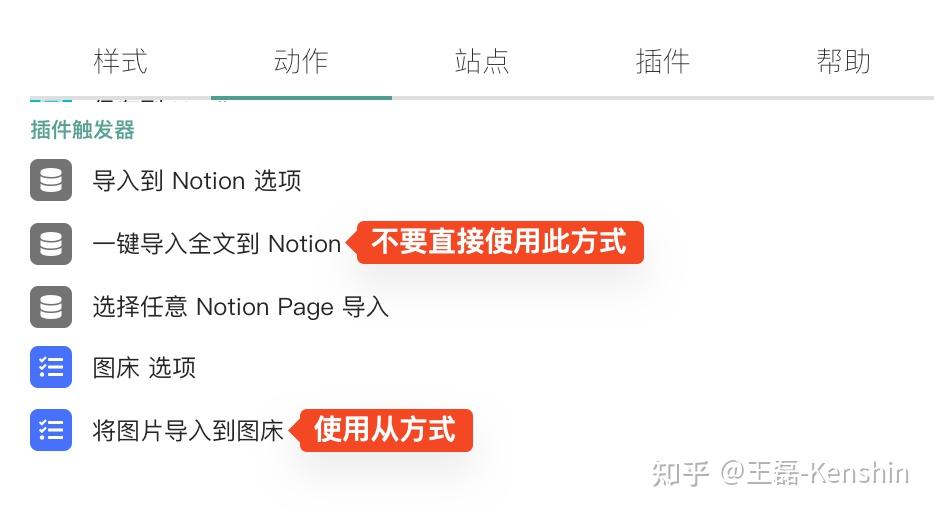 样式 动作 站点 插件 帮助
插件触发器
导入到 Notion 选项
一键导入全文到 Notion 不要直接使用此方式
选择任意 Notion Page 导入
图床 选项
将图片导入到图床 使用从方式
知乎 @王磊-Kenshin